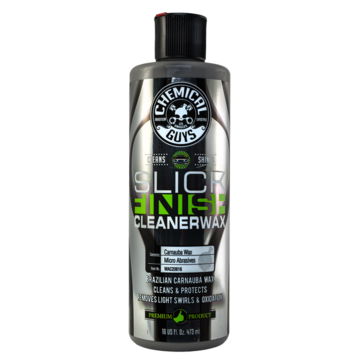 CHEMICAL
GUYS
CLEANS
SHINES
SLICK
FINISH
CLEANERWAX
Carnauba Wax
Micro Abrasives
WAC20816
BRAZILIAN CARNAUBA WAX
CLEANS & PROTECTS
REMOVES LIGHT SWIRLS & OXIDATION
PREMIUM PRODUCT
16 US Fl. Oz. 473 ml